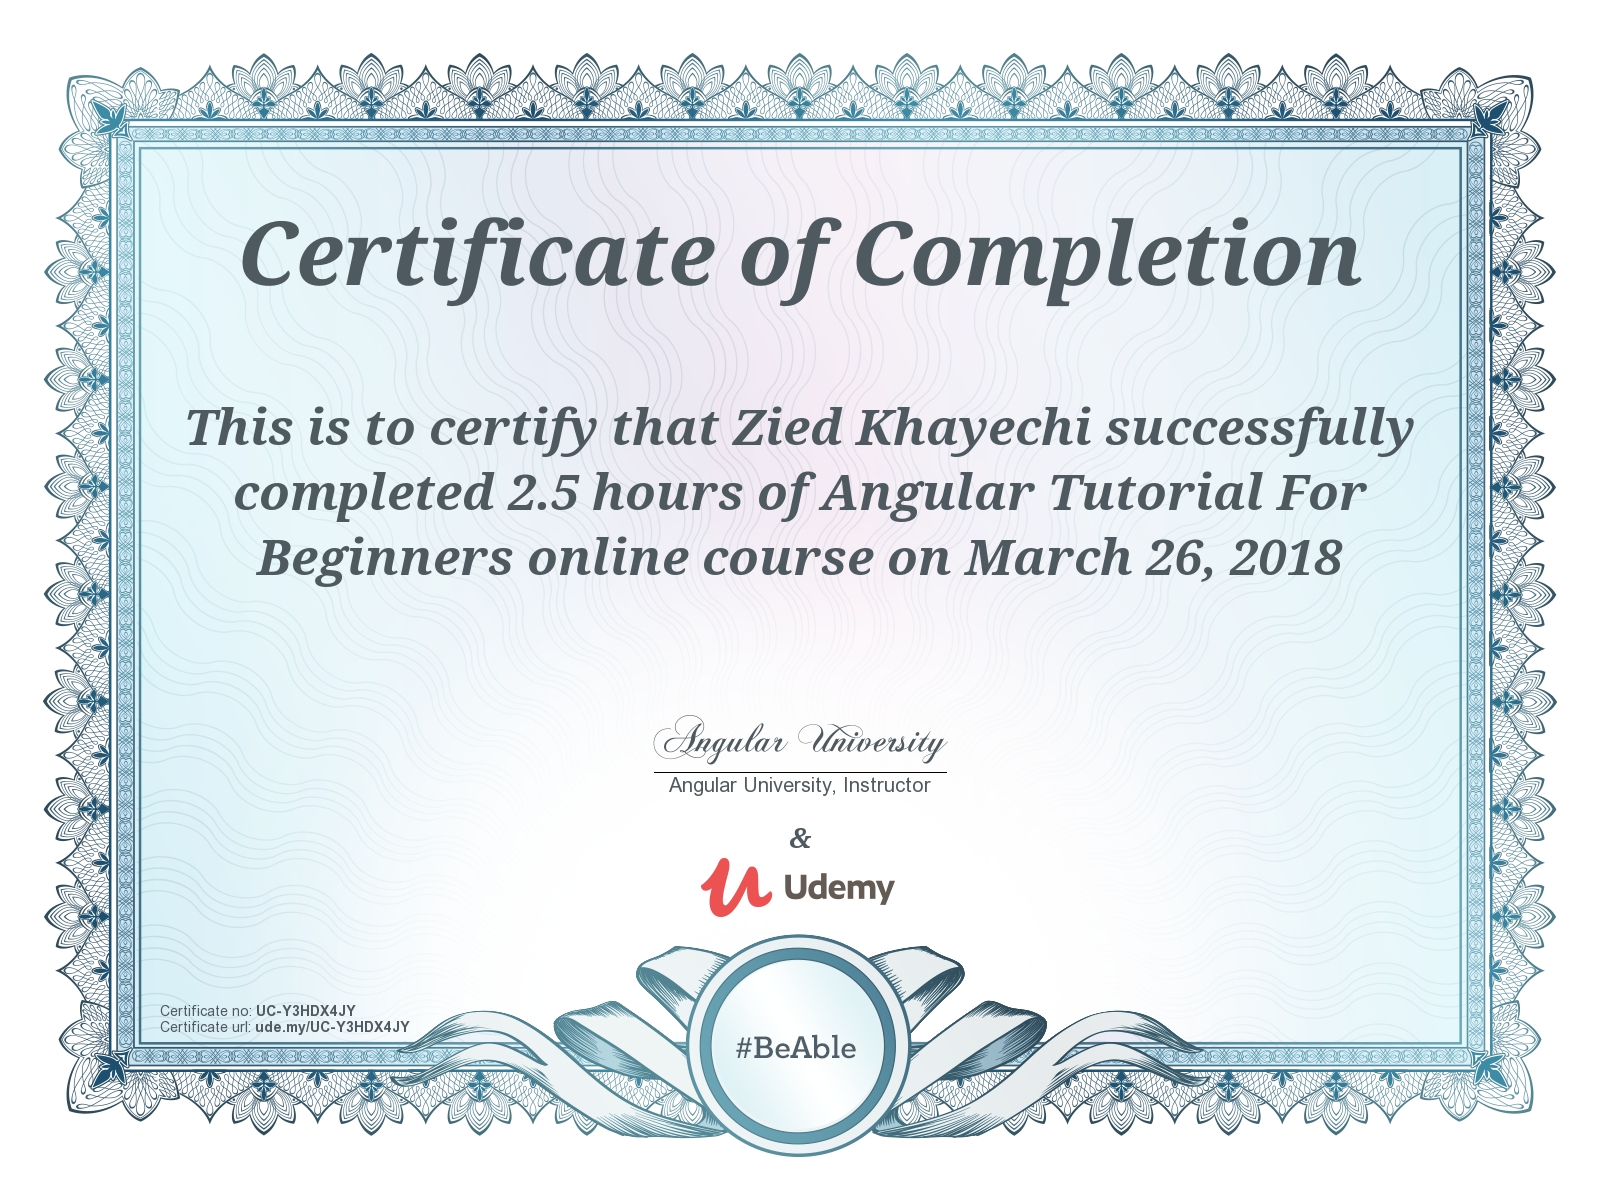 Certificate of Completion
This is to certify that Zied Khayechi successfully
completed 2.5 hours of Angular Tutorial For
Beginners online course on March 26, 2018
Angular University
Angular University, Instructor
&
Udemy
Certificate no: UC-Y3HDX4JY
Certificate url: ude.my/UC-Y3HDX4JY
#BeAble